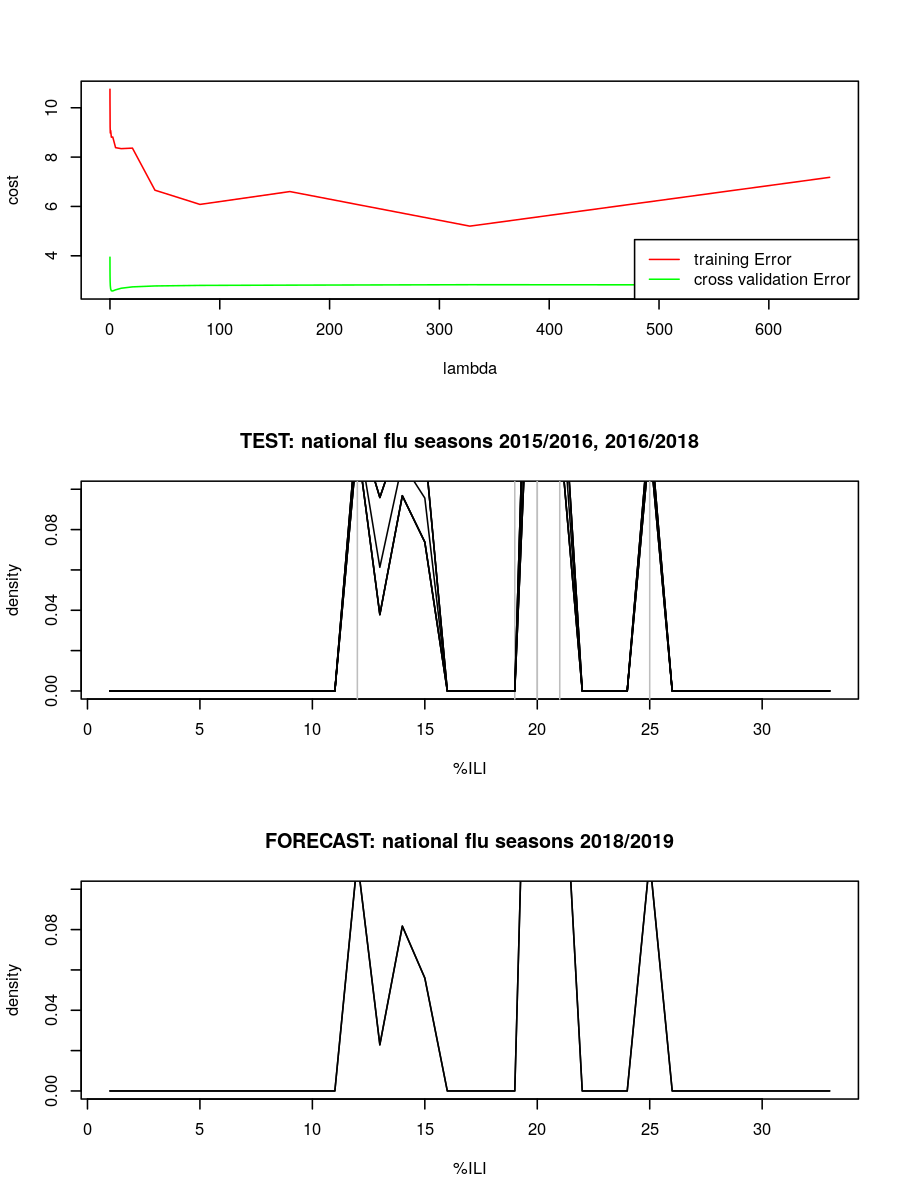 10
8
6
4
cost
training Error
cross validation Error
0 100 200 300 400 500 600
lambda
TEST: national flu seasons 2015/2016, 2016/2018
0.08
0.04
0.00
density
0 5 10 15 20 25 30
%ILI
FORECAST: national flu seasons 2018/2019
0.08
0.04
0.00
density
0 5 10 15 20 25 30
%ILI